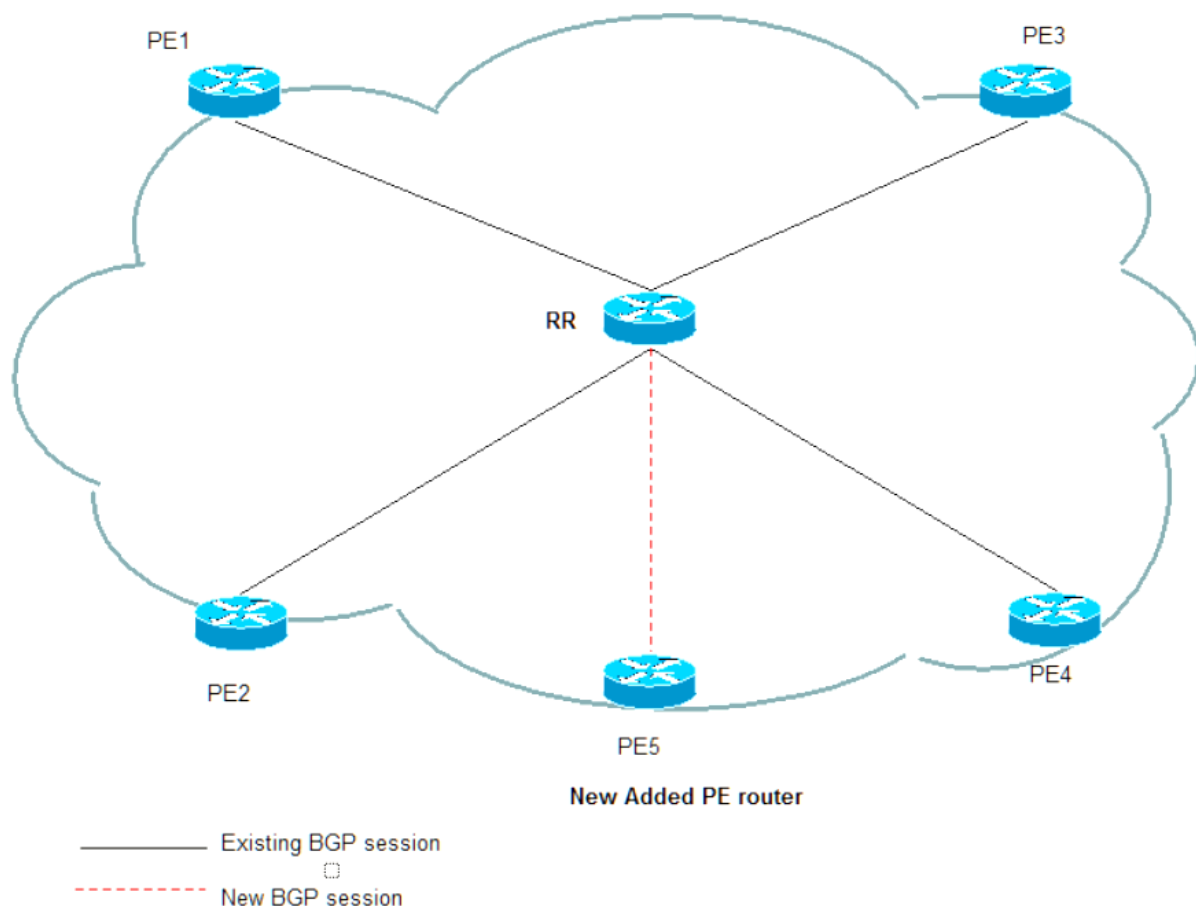 PE1
PE3
RR
PE2
PE4
PE5
New Added PE router
Existing BGP session
New BGP session